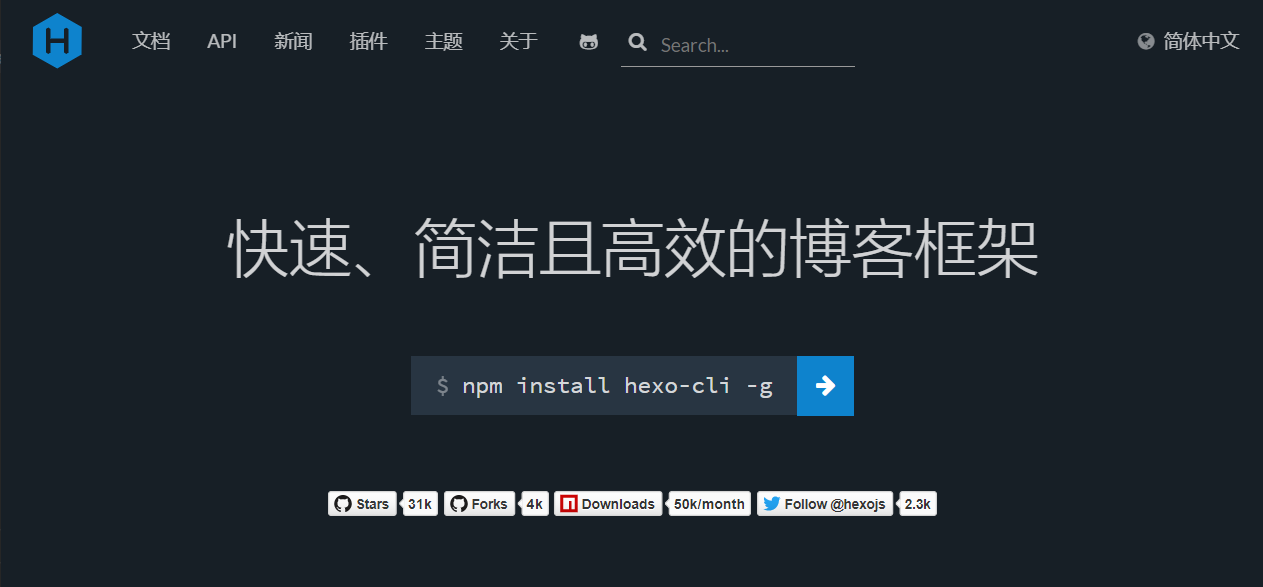 H 文档 API 新闻 插件 主题 关于 Search... 简体中文
快速、简洁且高效的博客框架
$ npm install hexo-cli -g
Stars 31k Forks 4k n Downloads 50k/month Follow @hexojs 2.3k